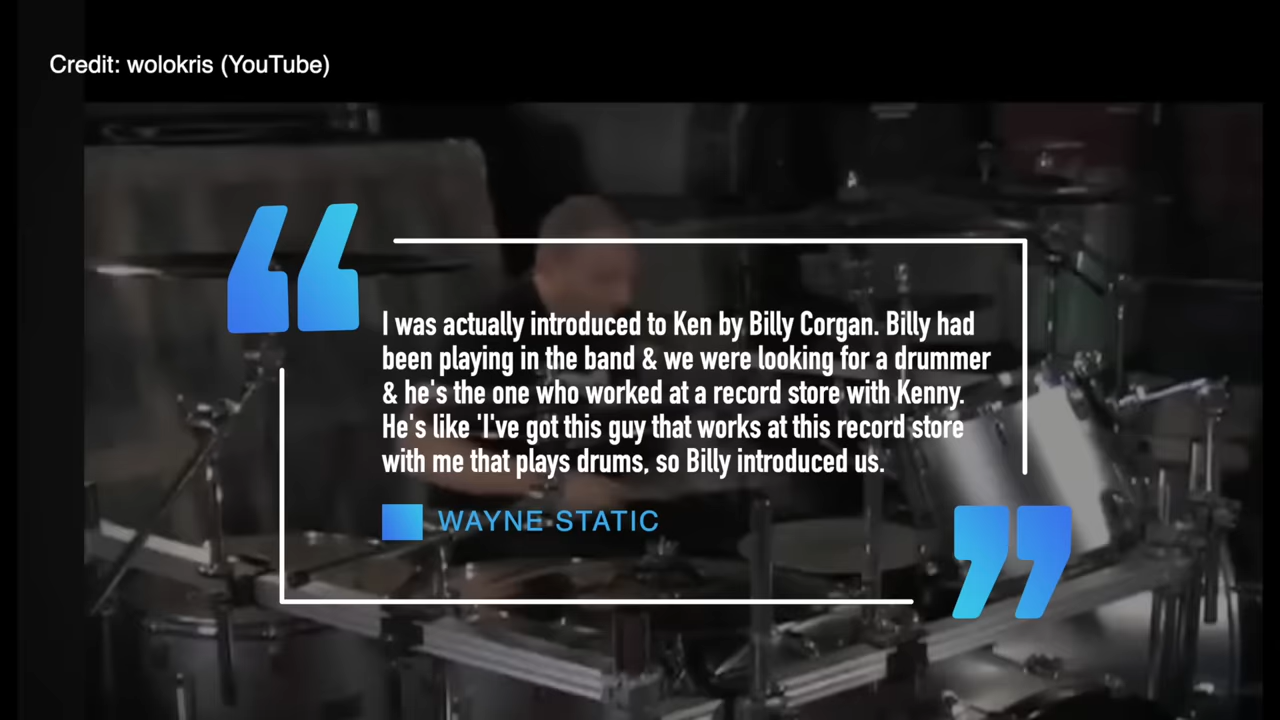 Credit: wolokris (YouTube)
I was actually introduced to Ken by Billy Corgan. Billy had
been playing in the band & we were looking for a drummer
& he's the one who worked at a record store with Kenny.
He's like 'I've got this guy that works at this record store
with me that plays drums, so Billy introduced us.
WAYNE STATIC